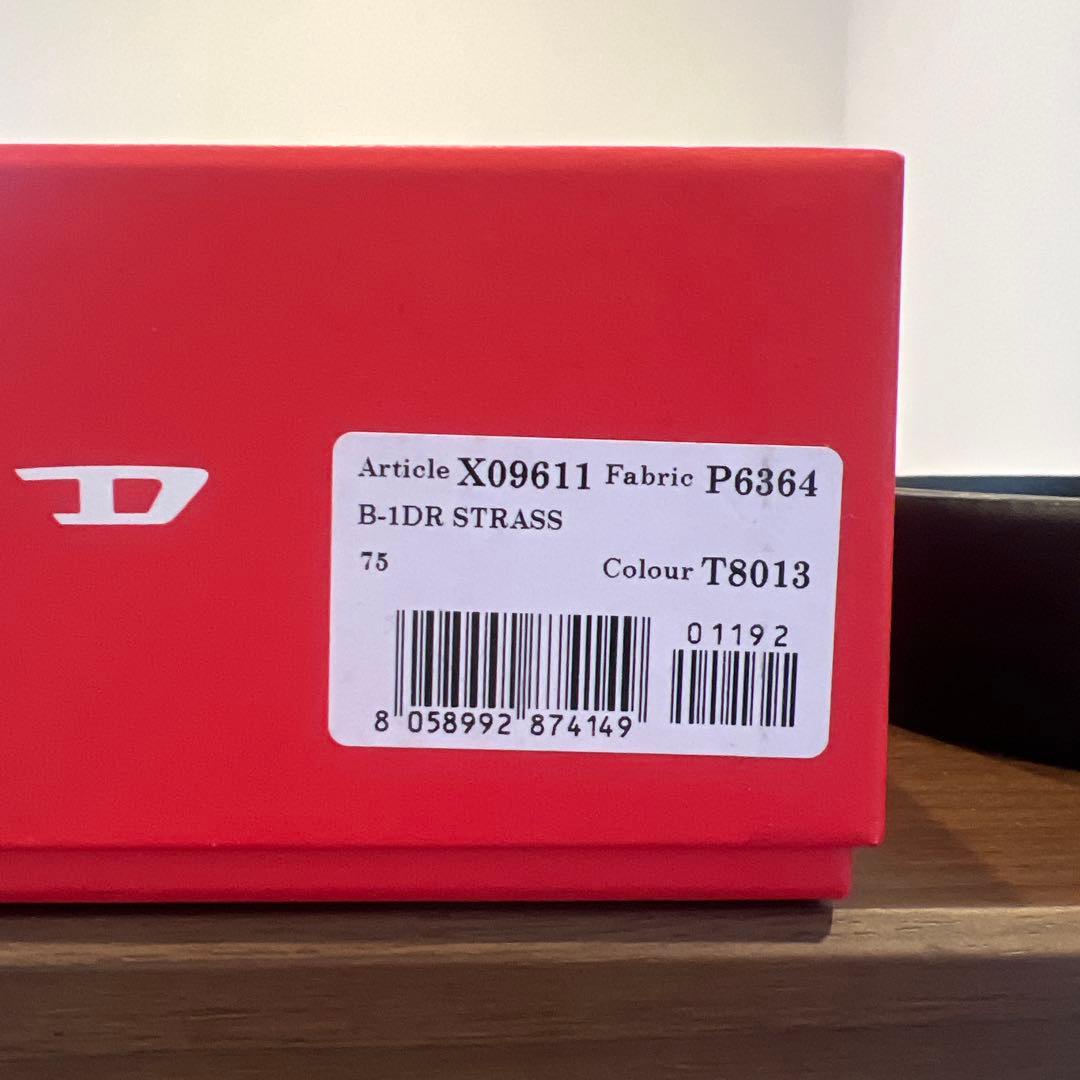 D
Article X09611 Fabric P6364
B-1DR STRASS
75 Colour T8013
01192
8 058992 874149